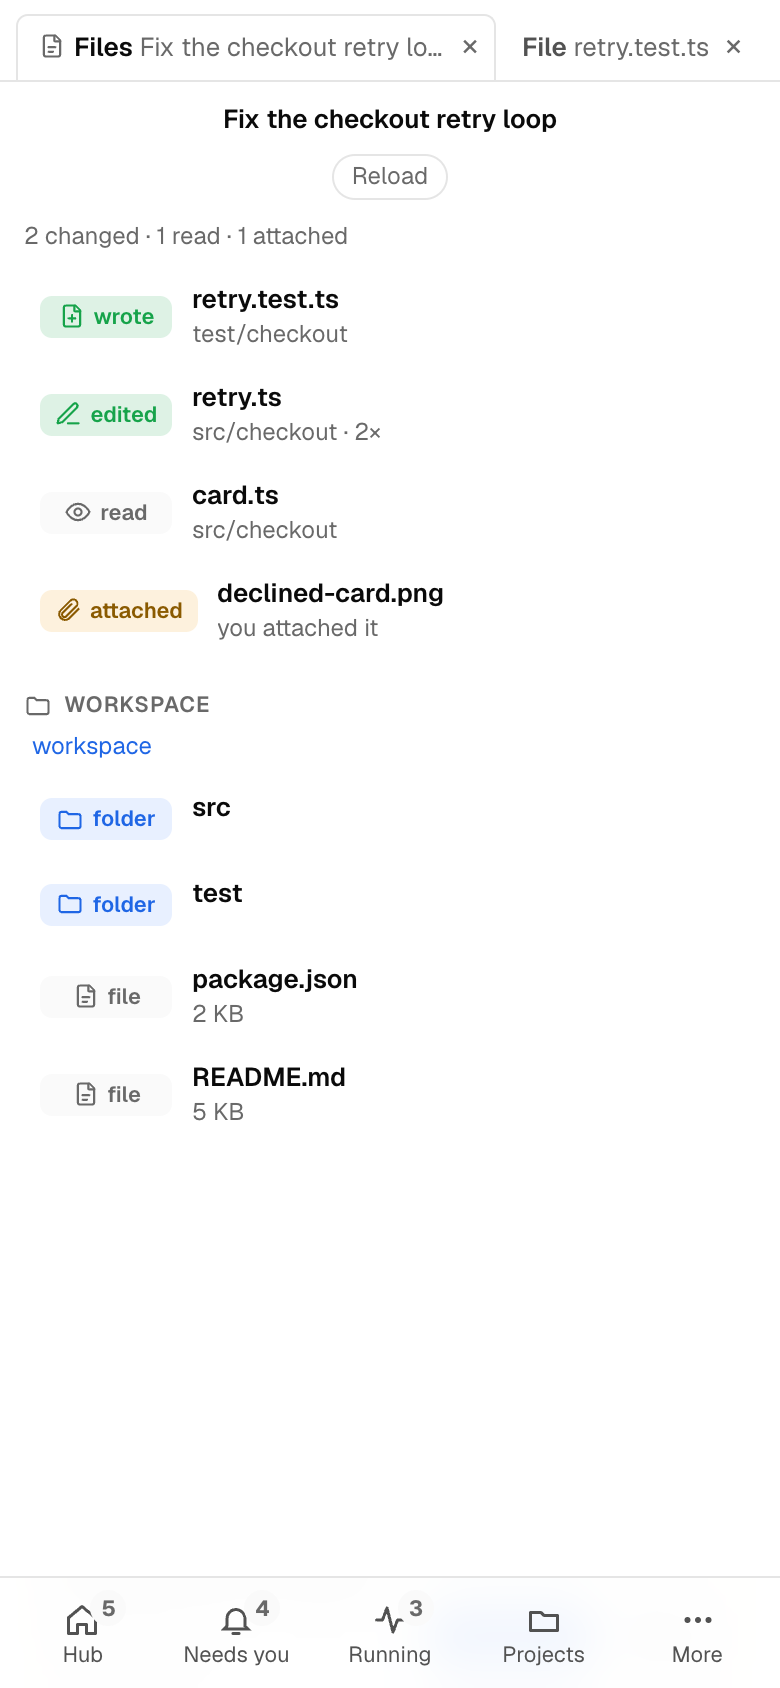 Files Fix the checkout retry lo... ×
File retry.test.ts ×
Fix the checkout retry loop
Reload
2 changed · 1 read · 1 attached
wrote
retry.test.ts
test/checkout
edited
retry.ts
src/checkout · 2×
read
card.ts
src/checkout
attached
declined-card.png
you attached it
WORKSPACE
workspace
folder
src
folder
test
file
package.json
2 KB
file
README.md
5 KB
5
4
3
Hub
Needs you
Running
Projects
More